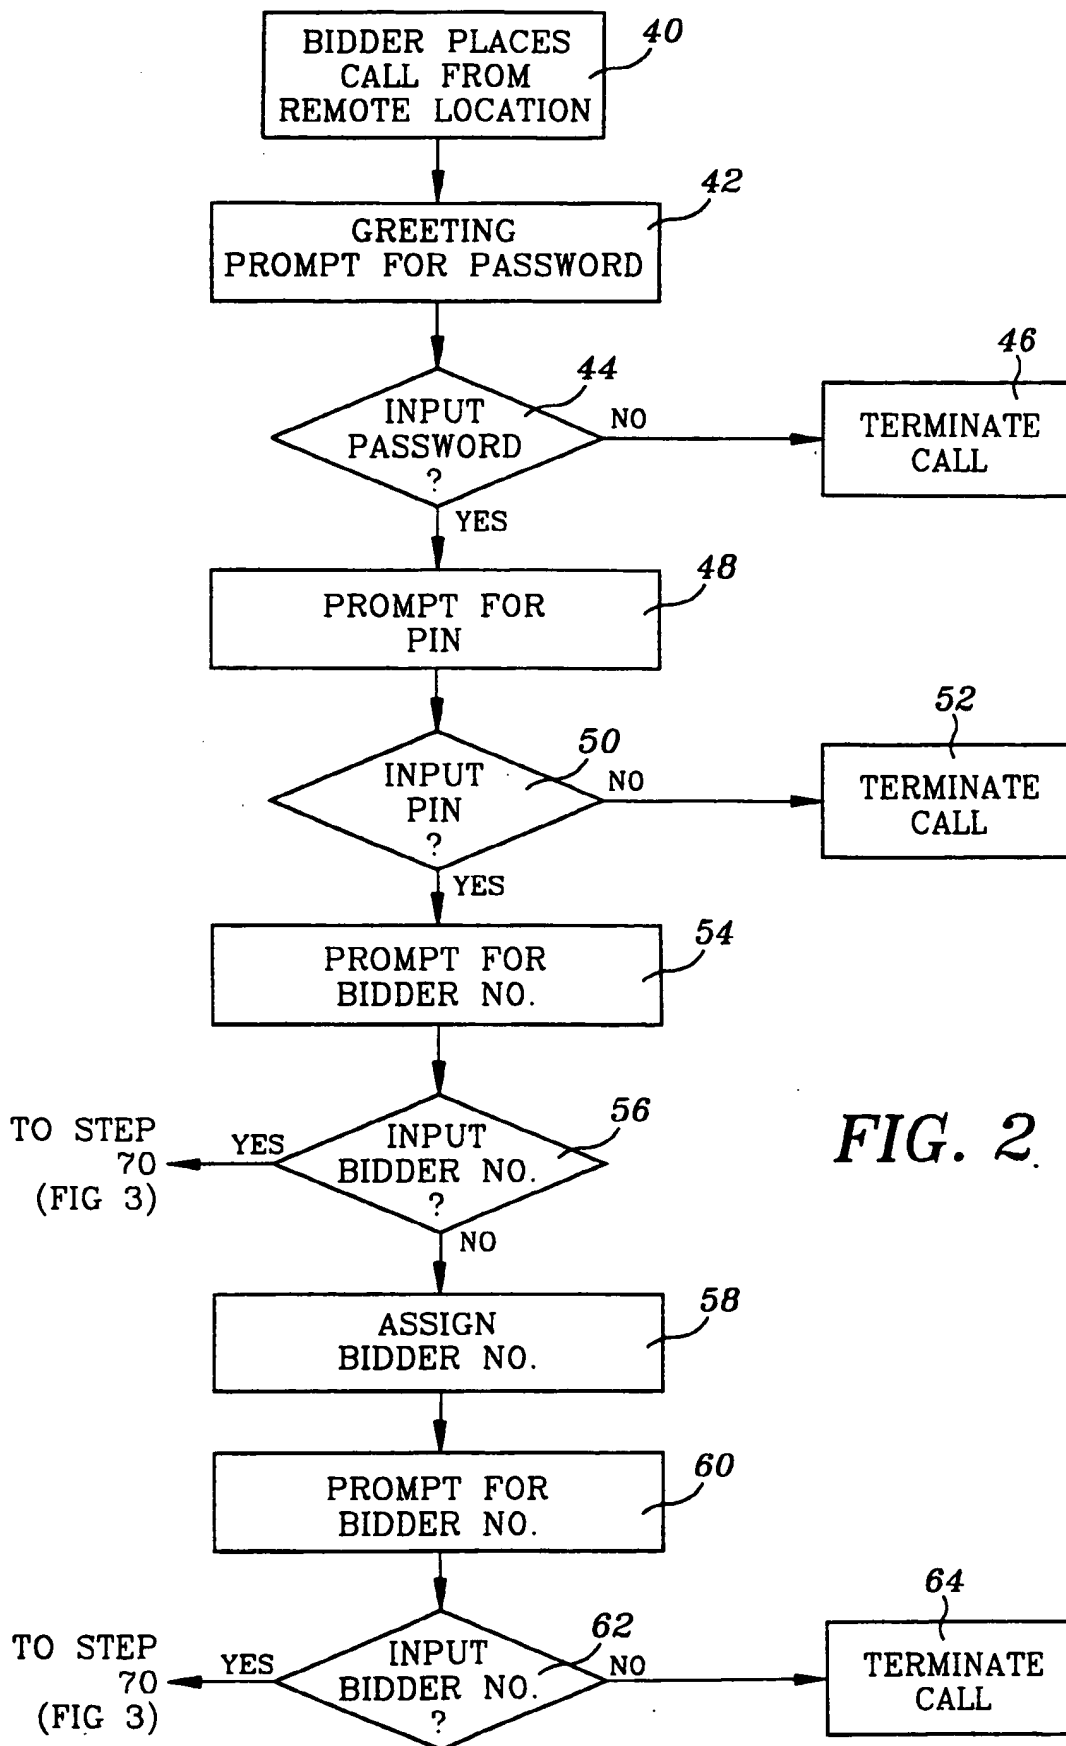 BIDDER PLACES
CALL FROM
REMOTE LOCATION
40
GREETING
PROMPT FOR PASSWORD
42
INPUT
PASSWORD
?
44
NO
TERMINATE
CALL
46
YES
PROMPT FOR
PIN
48
INPUT
PIN
?
50
NO
TERMINATE
CALL
52
YES
PROMPT FOR
BIDDER NO.
54
INPUT
BIDDER NO.
?
56
YES
TO STEP
70
(FIG 3)
FIG. 2
NO
ASSIGN
BIDDER NO.
58
PROMPT FOR
BIDDER NO.
60
INPUT
BIDDER NO.
?
62
YES
TO STEP
70
(FIG 3)
NO
TERMINATE
CALL
64